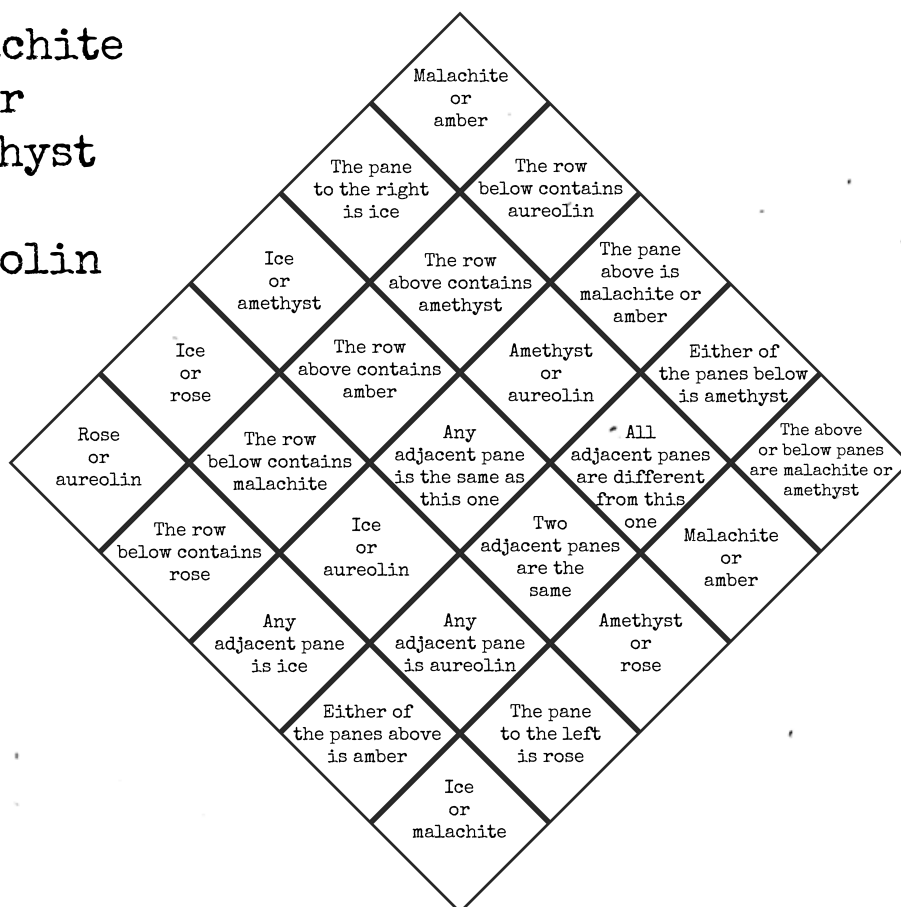 chite
r
hyst
olin
Malachite
or
amber
The pane
to the right
is ice
The row
below contains
aureolin
Ice
or
amethyst
The row
above contains
amethyst
The pane
above is
malachite or
amber
Ice
or
rose
The row
above contains
amber
Amethyst
or
aureolin
Either of
the panes below
is amethyst
Rose
or
aureolin
The row
below contains
malachite
Any
adjacent pane
is the same as
this one
All
adjacent panes
are different
from this
one
The above
or below panes
are malachite or
amethyst
The row
below contains
rose
Ice
or
aureolin
Two
adjacent panes
are the
same
Malachite
or
amber
Any
adjacent pane
is ice
Any
adjacent pane
is aureolin
Amethyst
or
rose
Either of
the panes above
is amber
The pane
to the left
is rose
Ice
or
malachite